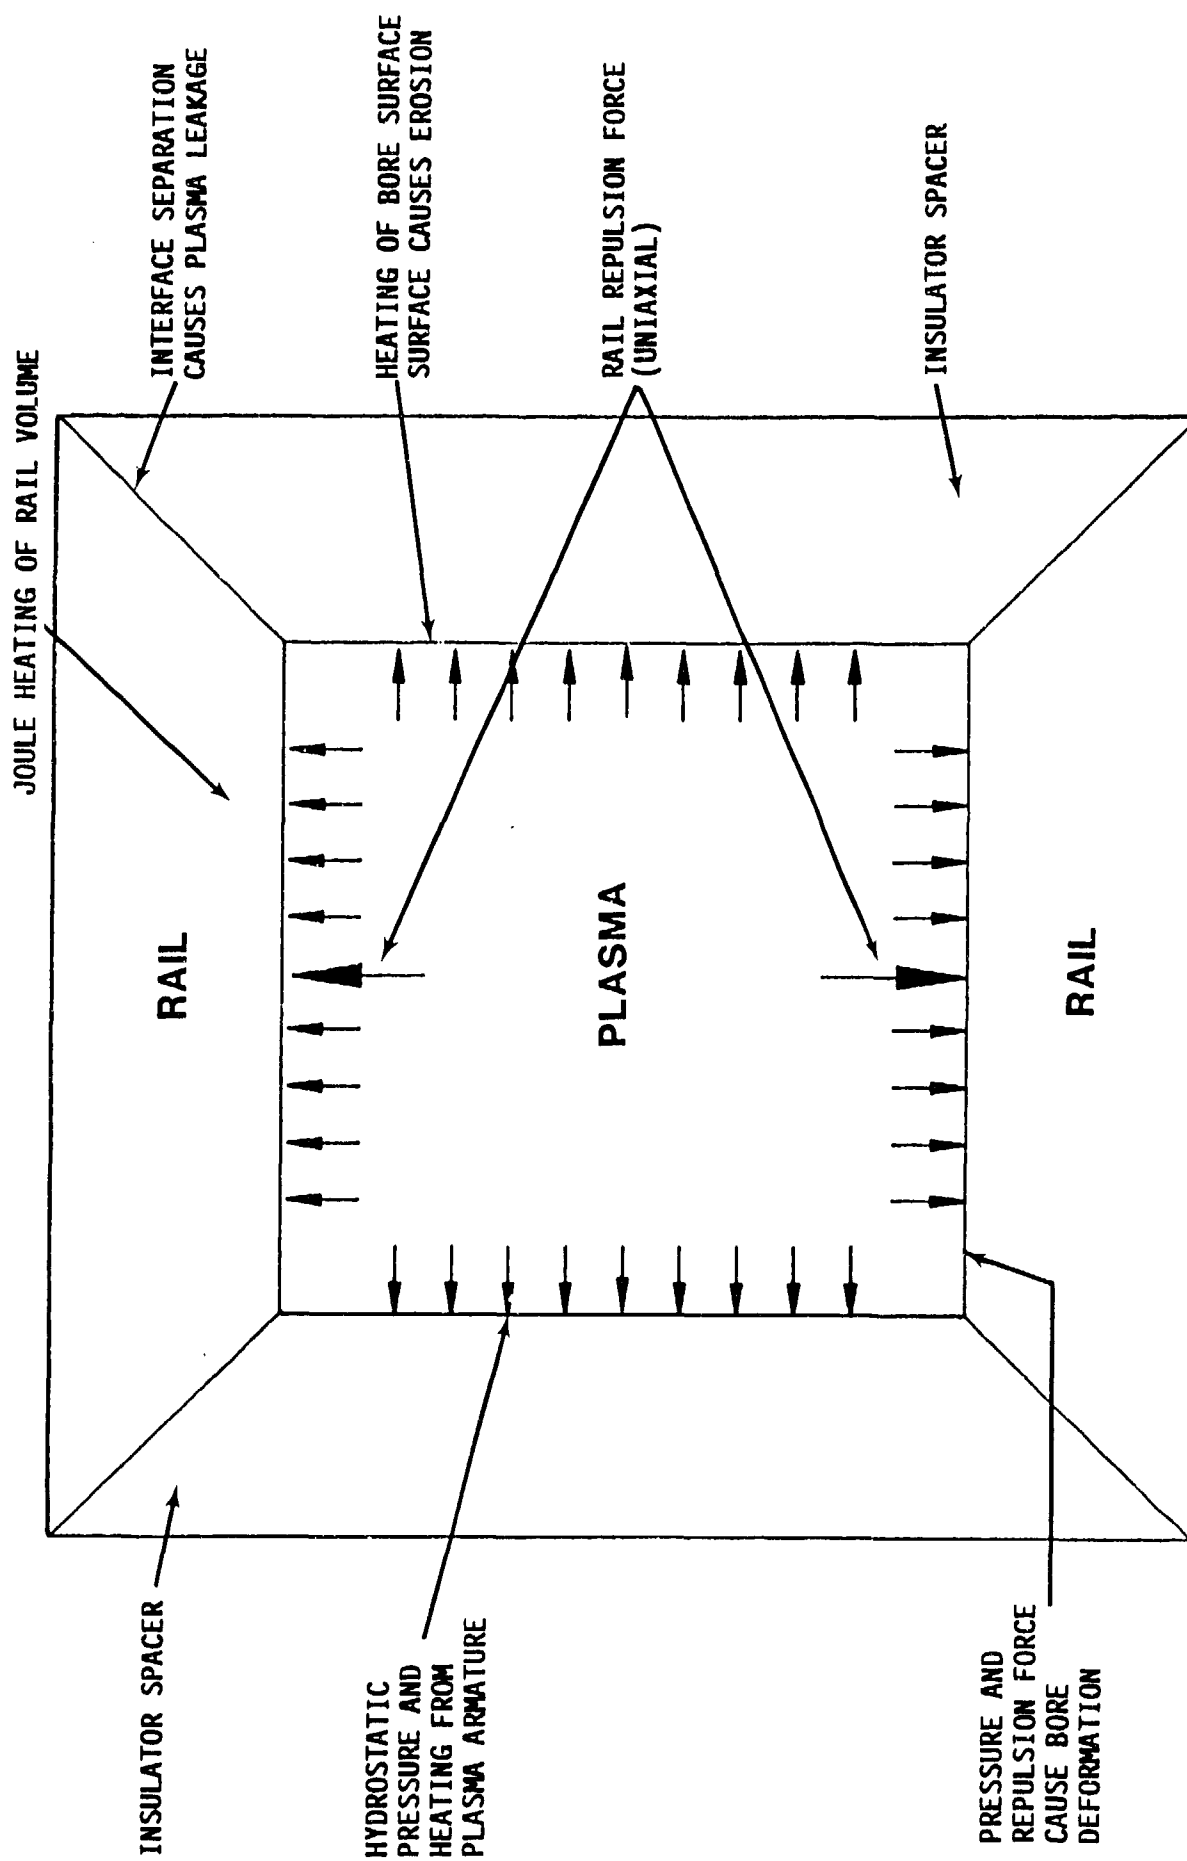 JOULE HEATING OF RAIL VOLUME
INTERFACE SEPARATION
CAUSES PLASMA LEAKAGE
HEATING OF BORE SURFACE
SURFACE CAUSES EROSION
RAIL REPULSION FORCE
(UNIAXIAL)
INSULATOR SPACER
RAIL
PLASMA
RAIL
INSULATOR SPACER
HYDROSTATIC
PRESSURE AND
HEATING FROM
PLASMA ARMATURE
PRESSURE AND
REPULSION FORCE
CAUSE BORE
DEFORMATION